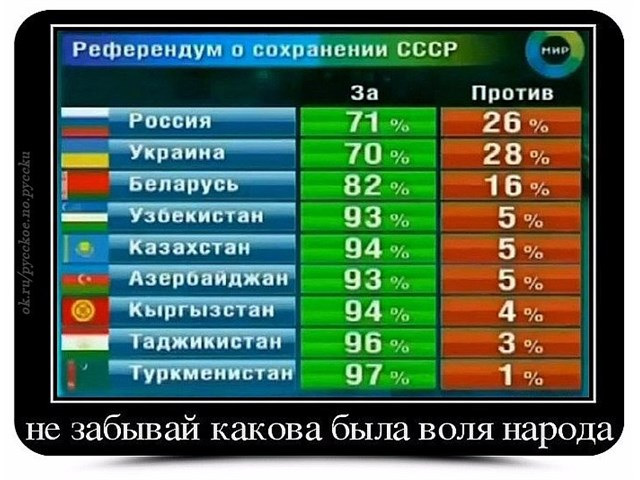 Референдум о сохранении СССР
МИР
За Против
Россия 71 % 26 %
Украина 70 % 28 %
Беларусь 82 % 16 %
Узбекистан 93 % 5 %
Казахстан 94 % 5 %
Азербайджан 93 % 5 %
Кыргызстан 94 % 4 %
Таджикистан 96 % 3 %
Туркменистан 97 % 1 %
не забывай какова была воля народа
ok.ru/русское.по.русски